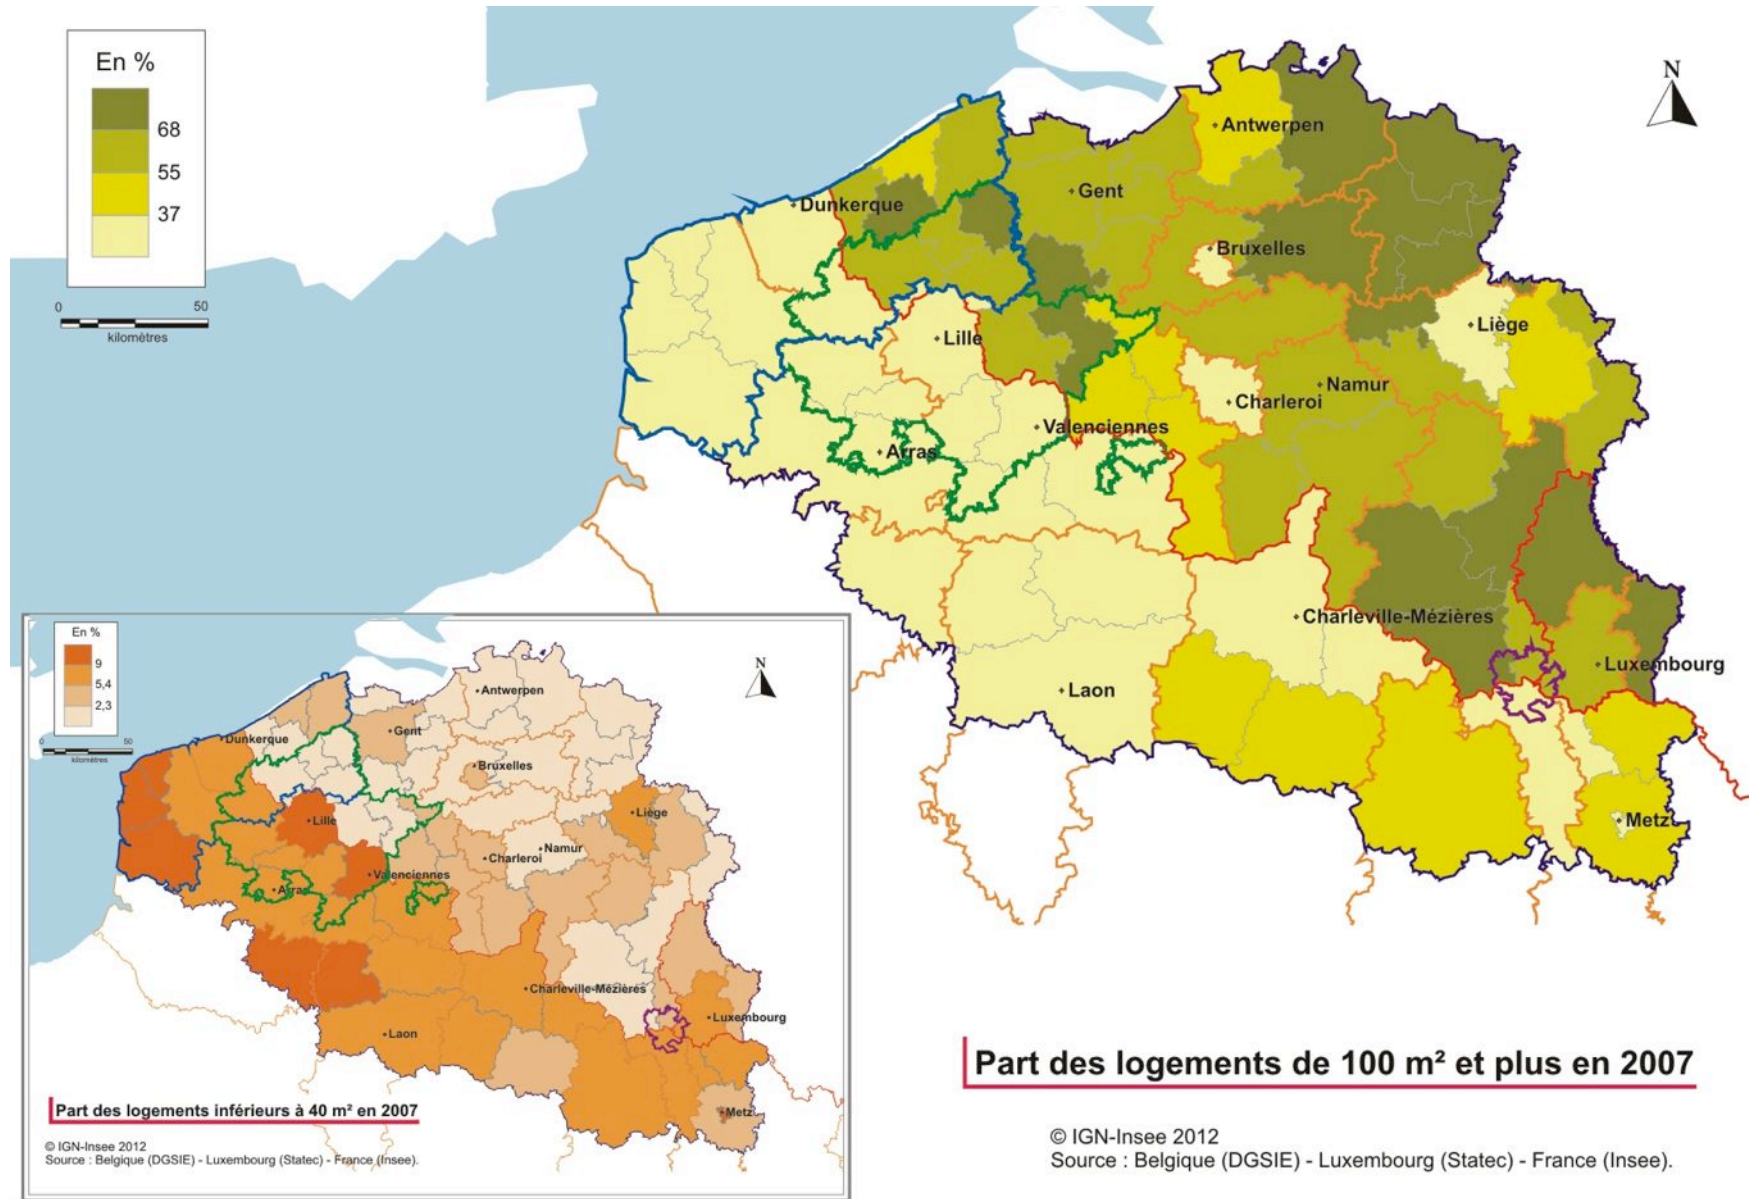 En %
68
55
37
0
50
kilomètres
N
Antwerpen
Gent
Dunkerque
Bruxelles
Lille
Liège
Namur
Charleroi
Valenciennes
Arras
Charleville-Mézières
Luxembourg
Laon
Metz
Part des logements de 100 m² et plus en 2007
© IGN-Insee 2012
Source : Belgique (DGSIE) - Luxembourg (Statec) - France (Insee).
En %
9
5,4
2,3
0
50
kilomètres
N
Antwerpen
Gent
Dunkerque
Bruxelles
Liège
Lille
Namur
Charleroi
Valenciennes
Arras
Charleville-Mézières
Luxembourg
Laon
Metz
Part des logements inférieurs à 40 m² en 2007
© IGN-Insee 2012
Source : Belgique (DGSIE) - Luxembourg (Statec) - France (Insee).